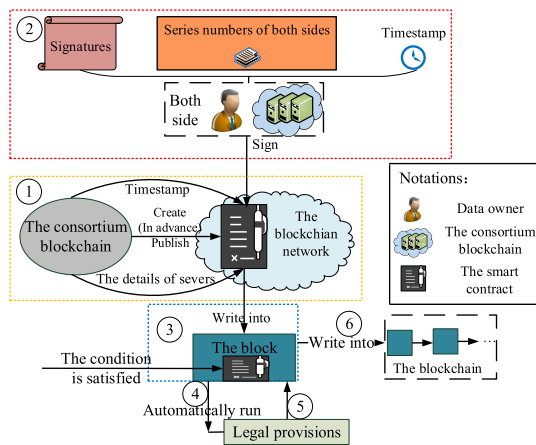 2
Signatures
Series numbers of both sides
Timestamp
Both
side
Sign
1
Timestamp
The consortium
blockchain
Create
(In advance)
Publish
The details of severs
The
blockchian
network
Notations：
Data owner
The consortium
blockchain
The smart
contract
Write into
3
The block
The condition
is satisfied
6
Write into
The blockchain
4
Automatically run
5
Legal provisions